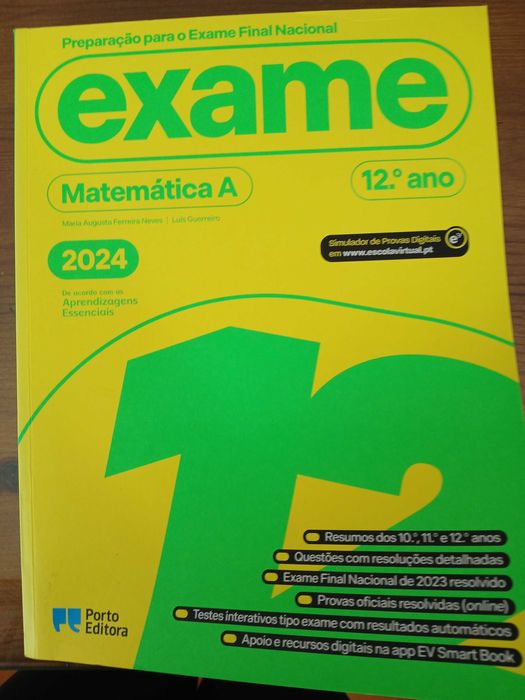 Preparação para o Exame Final Nacional
exame
Matemática A
12.º ano
Maria Augusta Ferreira Neves | Luís Guerreiro
Simulador de Provas Digitais
em www.escolavirtual.pt
2024
De acordo com as
Aprendizagens
Essenciais
12
Resumos dos 10.º, 11.º e 12.º anos
Questões com resoluções detalhadas
Exame Final Nacional de 2023 resolvido
Provas oficiais resolvidas (online)
Testes interativos tipo exame com resultados automáticos
Apoio e recursos digitais na app EV Smart Book
Porto
Editora